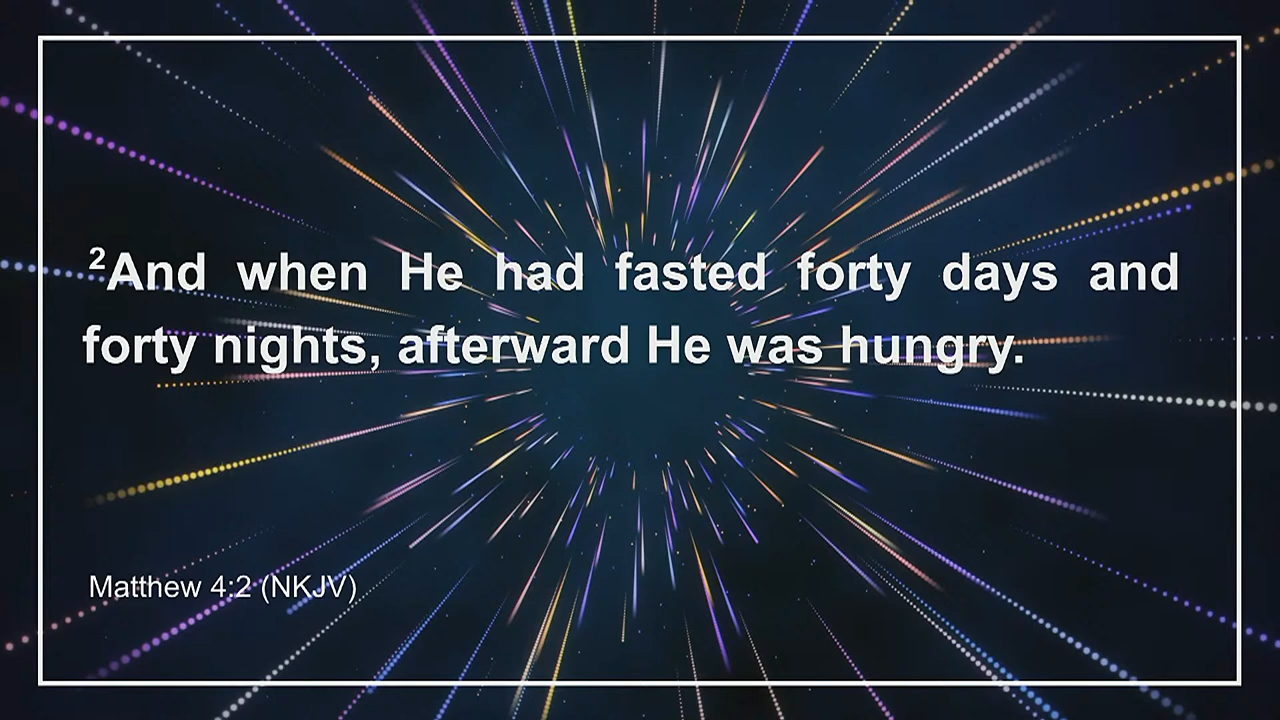 ²And when He had fasted forty days and
forty nights, afterward He was hungry.
Matthew 4:2 (NKJV)